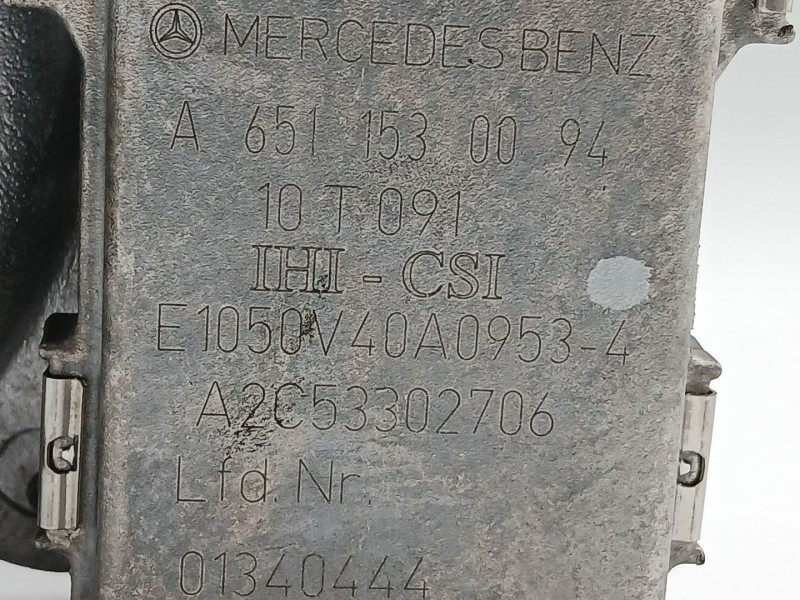 MERCEDES BENZ
A 651 153 00 94
10 T 091
IHI - CSI
E1050V40A0953-4
A2C53302706
Lfd. Nr.
01340444